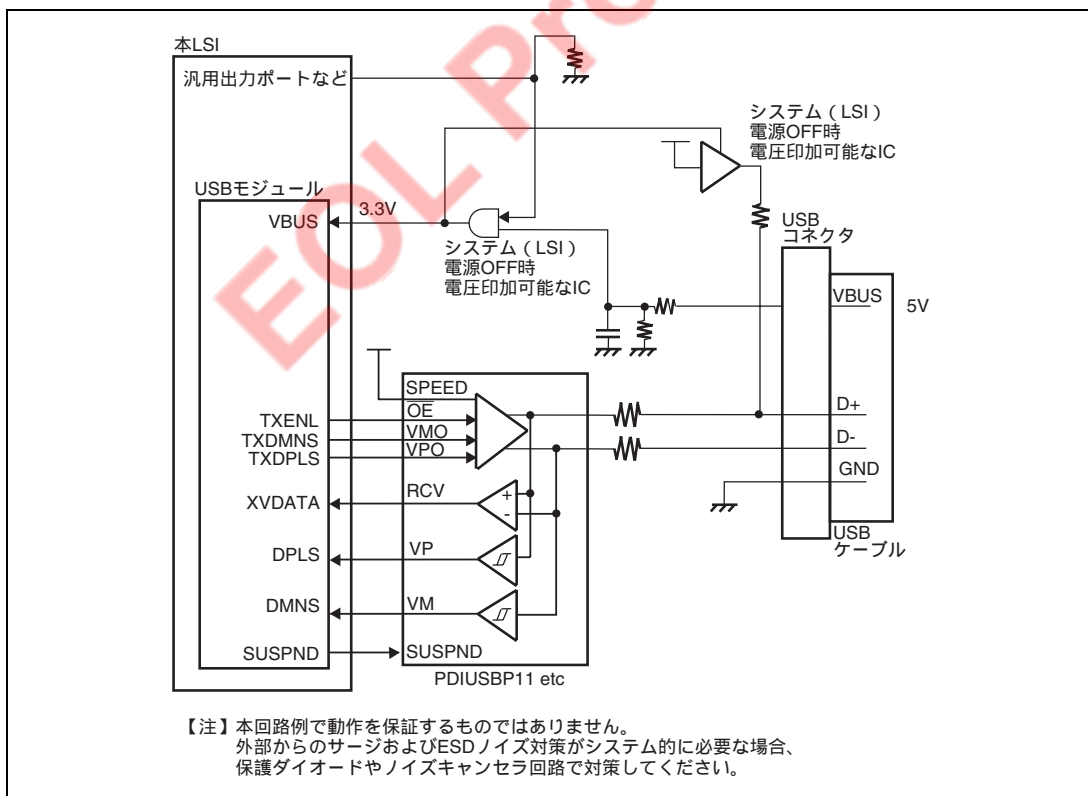 EOL Pro
本LSI
汎用出力ポートなど
システム（LSI）
電源OFF時
電圧印加可能なIC
USBモジュール
VBUS
3.3V
システム（LSI）
電源OFF時
電圧印加可能なIC
USB
コネクタ
VBUS
5V
SPEED
TXENL
OE
TXDMNS
VMO
TXDPLS
VPO
D+
D-
GND
XVDATA
RCV
+
-
USB
ケーブル
DPLS
VP
DMNS
VM
SUSPND
SUSPND
PDIUSBP11 etc
【注】本回路例で動作を保証するものではありません。
外部からのサージおよびESDノイズ対策がシステム的に必要な場合、
保護ダイオードやノイズキャンセラ回路で対策してください。